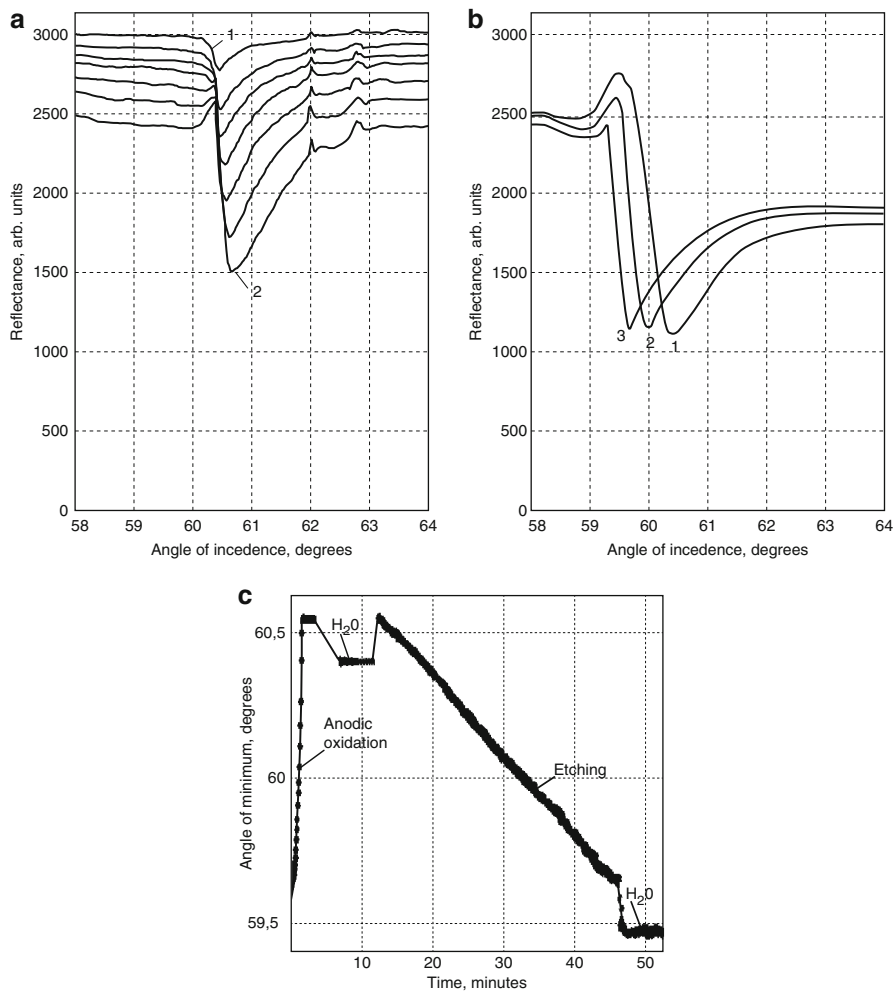 a
3000
2500
2000
1500
1000
500
0
Reflectance, arb. units
1
2
58 59 60 61 62 63 64
Angle of incedence, degrees
b
3000
2500
2000
1500
1000
500
0
Reflectance, arb. units
3 2 1
58 59 60 61 62 63 64
Angle of incedence, degrees
c
60,5
60
59,5
Angle of minimum, degrees
H₂0
Anodic
oxidation
Etching
H₂0
10 20 30 40 50
Time, minutes